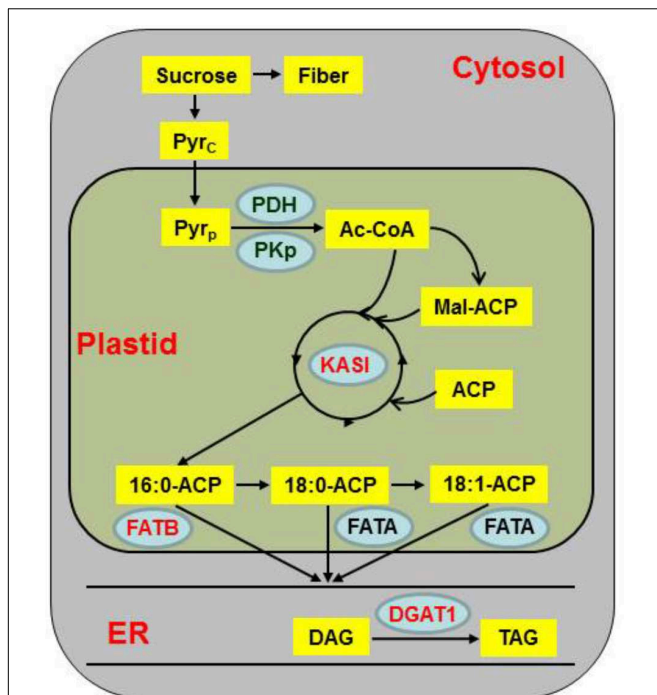 Sucrose
Fiber
Cytosol
Pyrc
PDH
Pyrp
Ac-CoA
PKp
Mal-ACP
Plastid
KASI
ACP
16:0-ACP
18:0-ACP
18:1-ACP
FATB
FATA
FATA
DGAT1
ER
DAG
TAG